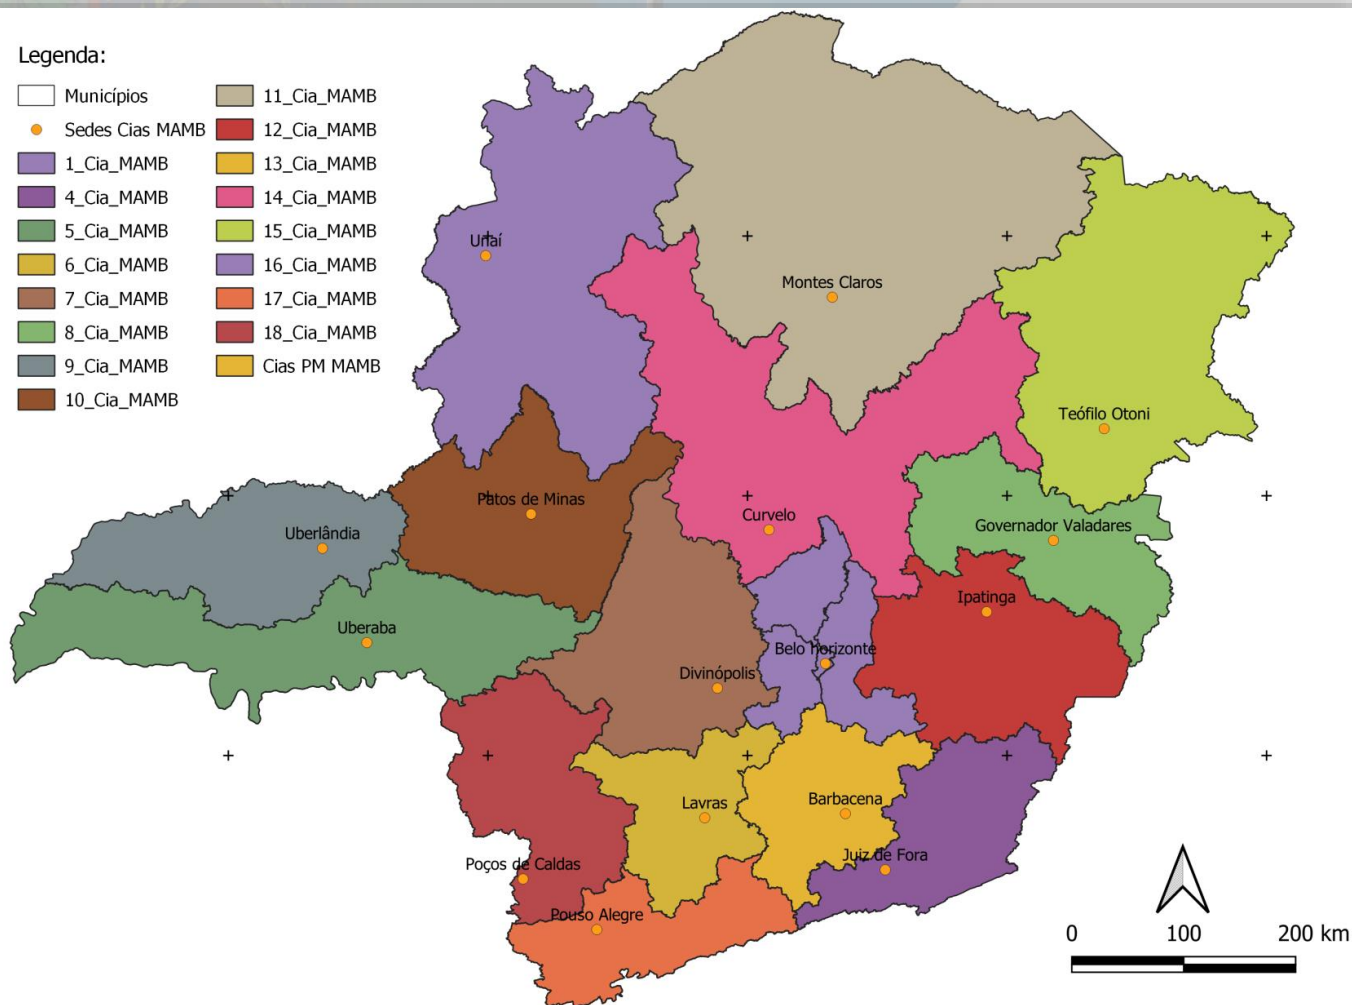 Legenda:
Municípios
Sedes Cias MAMB
1_Cia_MAMB
4_Cia_MAMB
5_Cia_MAMB
6_Cia_MAMB
7_Cia_MAMB
8_Cia_MAMB
9_Cia_MAMB
10_Cia_MAMB
11_Cia_MAMB
12_Cia_MAMB
13_Cia_MAMB
14_Cia_MAMB
15_Cia_MAMB
16_Cia_MAMB
17_Cia_MAMB
18_Cia_MAMB
Cias PM MAMB
Unaí
Montes Claros
Teófilo Otoni
Patos de Minas
Curvelo
Governador Valadares
Uberlândia
Ipatinga
Uberaba
Belo horizonte
Divinópolis
Lavras
Barbacena
Juiz de Fora
Poços de Caldas
Pouso Alegre
0 100 200 km